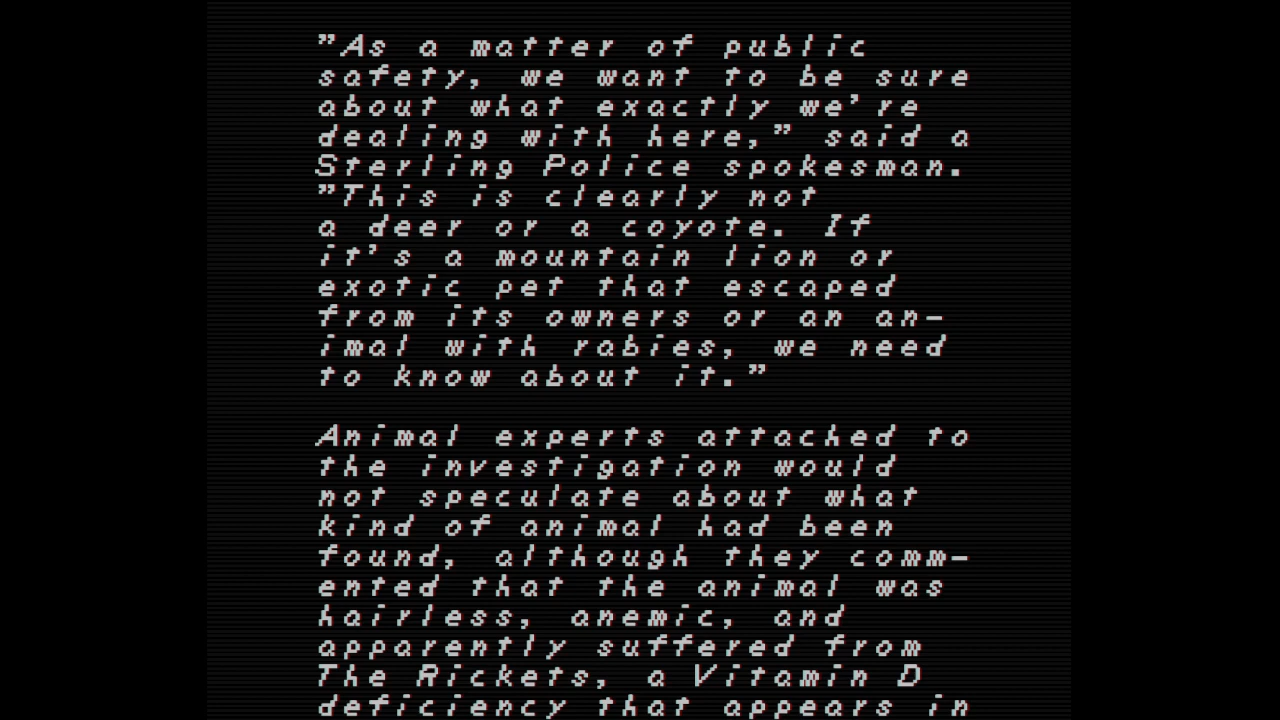 "As a matter of public
safety, we want to be sure
about what exactly we're
dealing with here," said a
Sterling Police spokesman.
"This is clearly not
a deer or a coyote. If
it's a mountain lion or
exotic pet that escaped
from its owners or an an-
imal with rabies, we need
to know about it."
Animal experts attached to
the investigation would
not speculate about what
kind of animal had been
found, although they comm-
ented that the animal was
hairless, anemic, and
apparently suffered from
The Rickets, a Vitamin D
deficiency that appears in